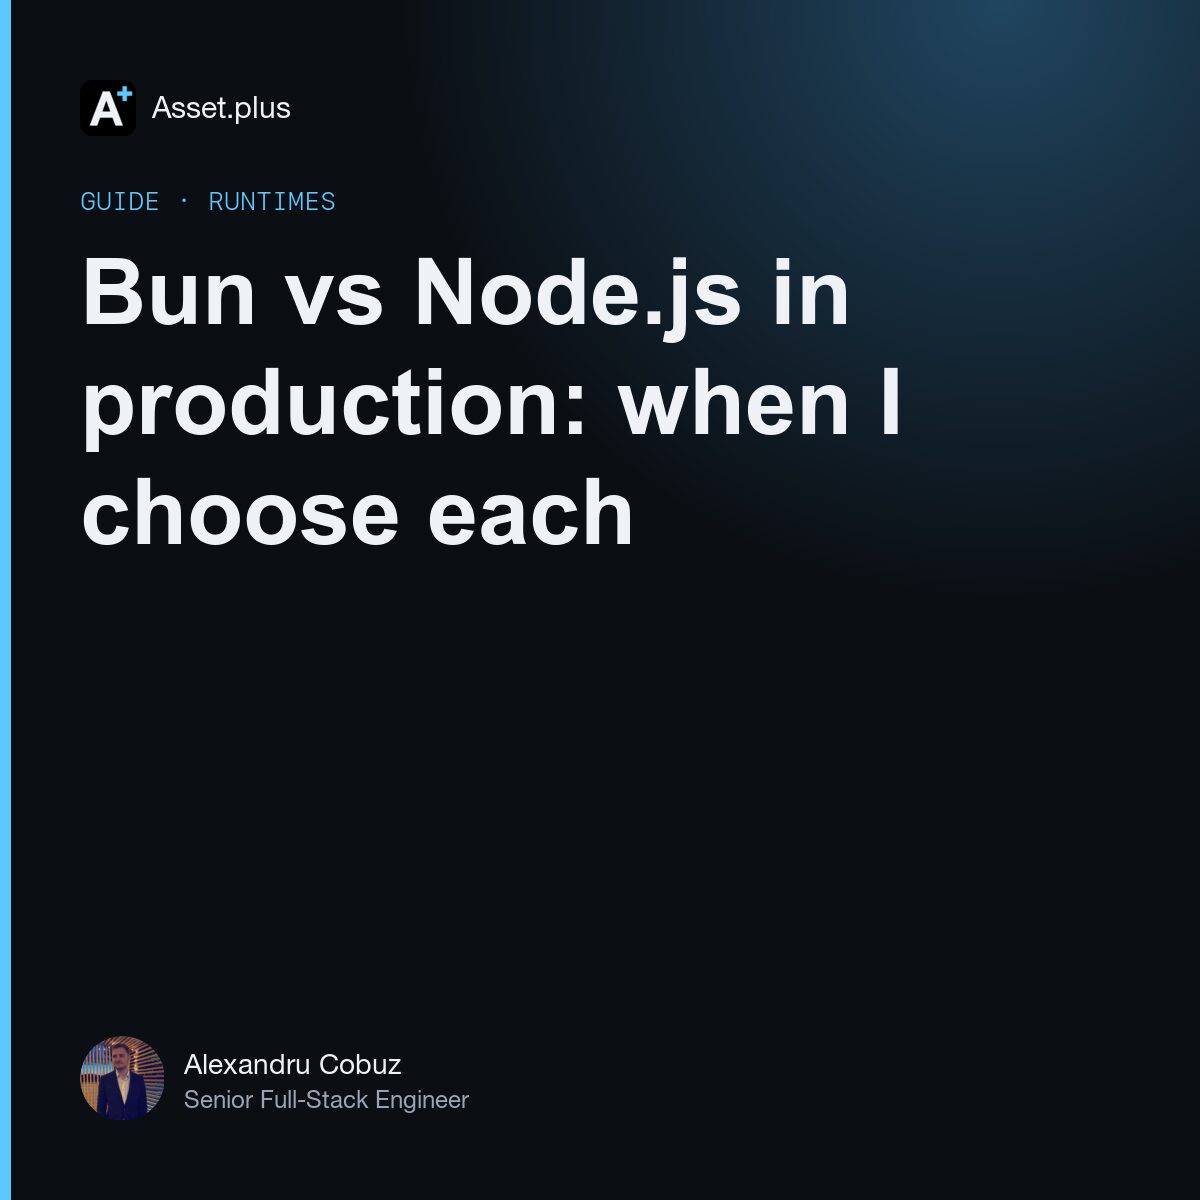 A+ Asset.plus
GUIDE · RUNTIMES
Bun vs Node.js in
production: when I
choose each
Alexandru Cobuz
Senior Full-Stack Engineer